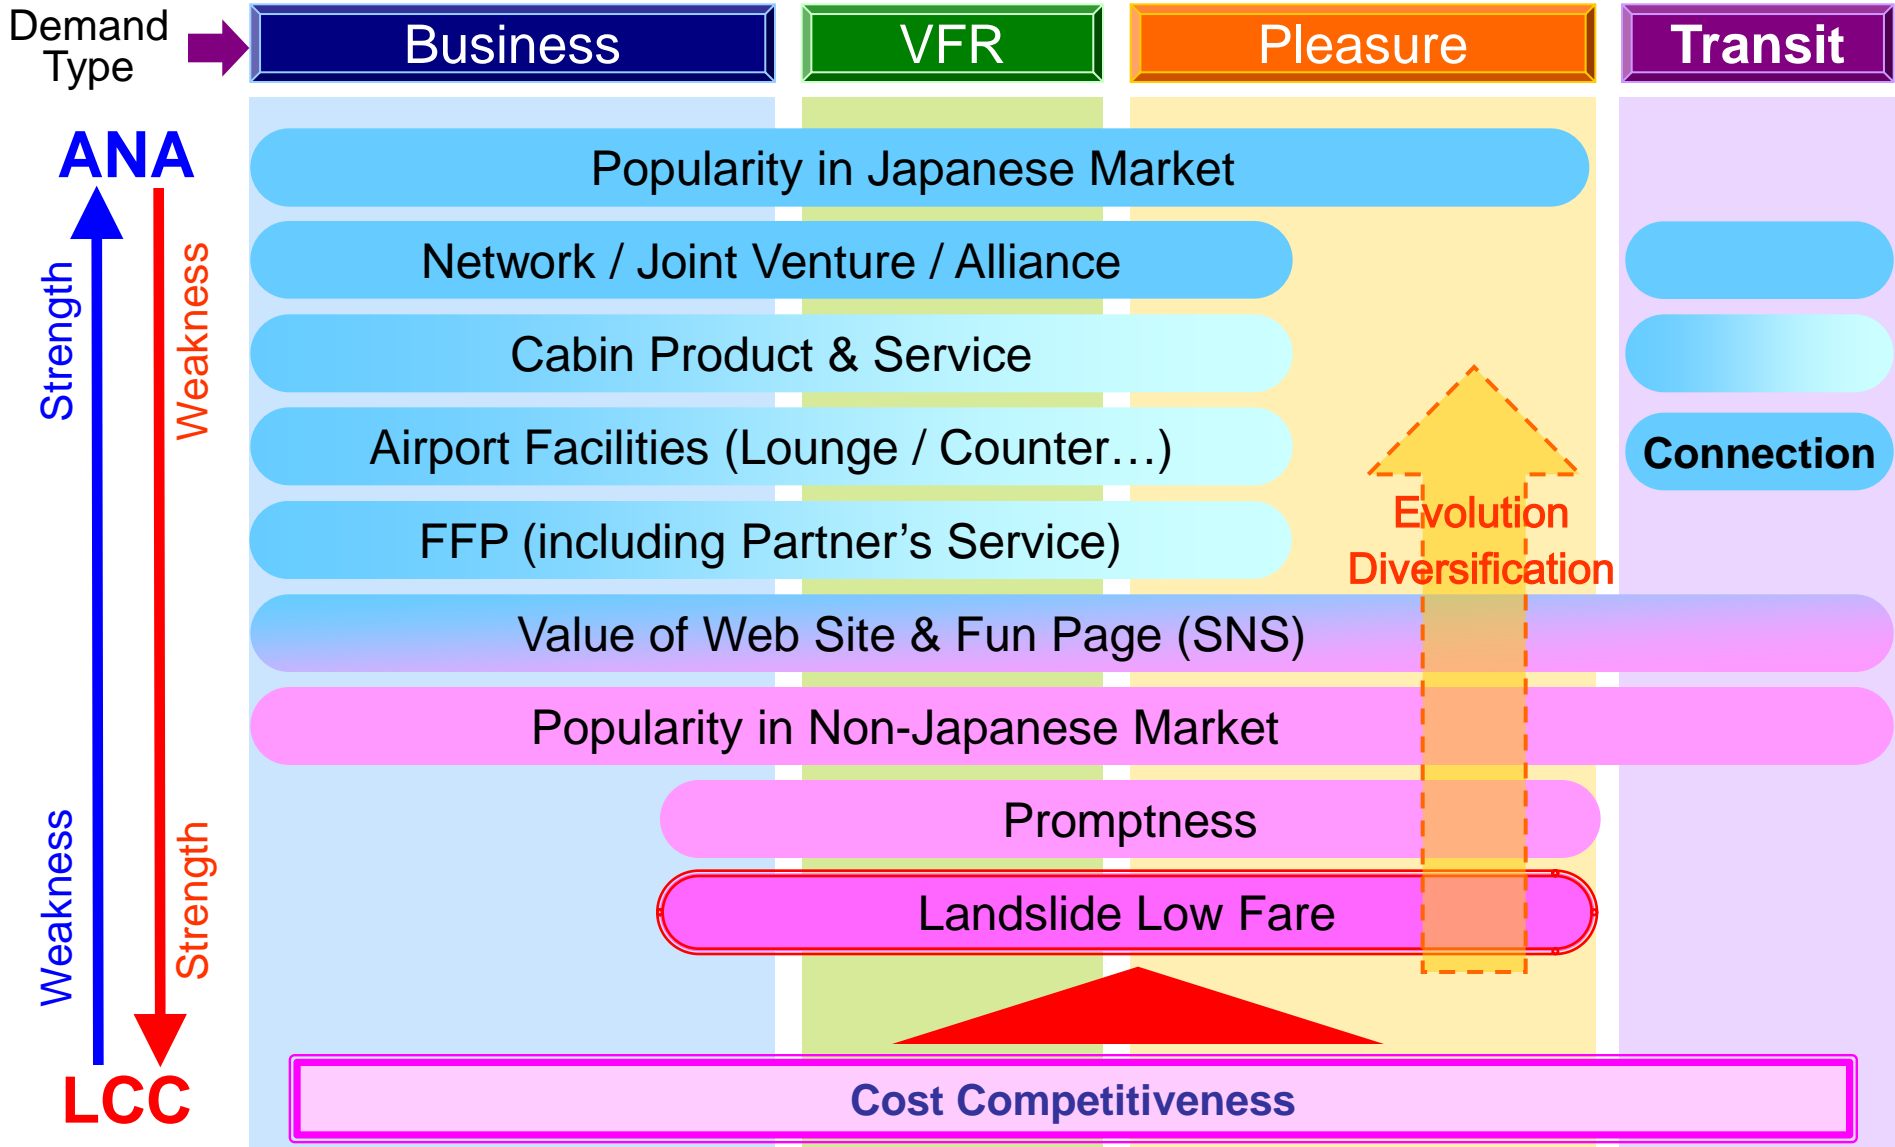 Demand
Type
Business
VFR
Pleasure
Transit
ANA
Strength
Weakness
Popularity in Japanese Market
Network / Joint Venture / Alliance
Cabin Product & Service
Airport Facilities (Lounge / Counter…)
Connection
FFP (including Partner’s Service)
Evolution
Diversification
Value of Web Site & Fun Page (SNS)
Popularity in Non-Japanese Market
Promptness
Landslide Low Fare
Weakness
Strength
LCC
Cost Competitiveness